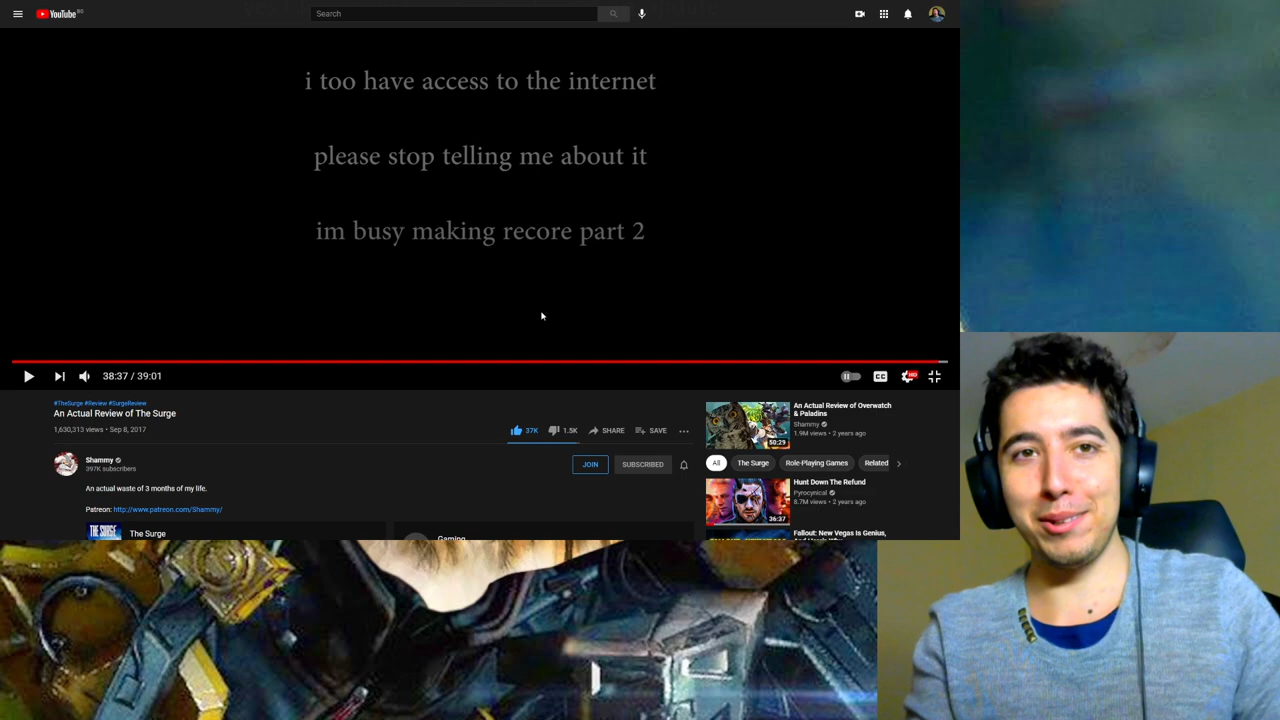 YouTube BG
Search
i too have access to the internet
please stop telling me about it
im busy making recore part 2
38:37 / 39:01
CC
HD
#TheSurge #Review #SurgeReview
An Actual Review of The Surge
1,630,313 views • Sep 8, 2017
37K
1.5K
SHARE
SAVE
Shammy
397K subscribers
JOIN
SUBSCRIBED
An actual waste of 3 months of my life.
Patreon: http://www.patreon.com/Shammy/
THE SURGE
The Surge
Gaming
An Actual Review of Overwatch
& Paladins
Shammy
1.9M views • 2 years ago
50:29
All
The Surge
Role-Playing Games
Related
Hunt Down The Refund
Pyrocynical
8.7M views • 2 years ago
36:37
Fallout: New Vegas Is Genius,